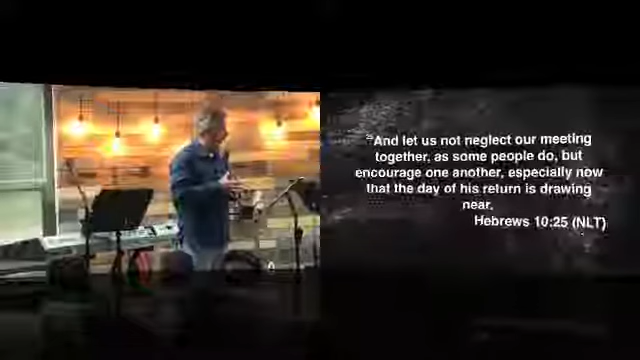 25And let us not neglect our meeting
together, as some people do, but
encourage one another, especially now
that the day of his return is drawing
near.
Hebrews 10:25 (NLT)